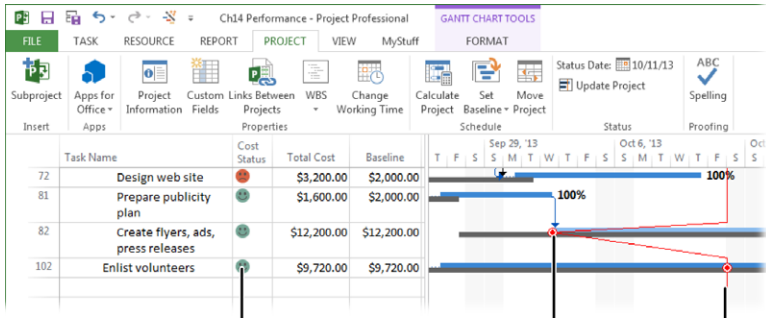 Ch14 Performance - Project Professional
GANTT CHART TOOLS
FILE TASK RESOURCE REPORT PROJECT VIEW MyStuff FORMAT
Subproject
Apps for Office
Project Information
Custom Fields
Links Between Projects
WBS
Change Working Time
Calculate Project
Set Baseline
Move Project
Status Date: 10/11/13
Update Project
ABC
Spelling
Insert Apps Properties Schedule Status Proofing
Task Name Cost Status Total Cost Baseline
Sep 29, '13 Oct 6, '13 Oct
T F S S M T W T F S S M T W T F S S
72 Design web site $3,200.00 $2,000.00 100%
81 Prepare publicity plan $1,600.00 $2,000.00 100%
82 Create flyers, ads, press releases $12,200.00 $12,200.00
102 Enlist volunteers $9,720.00 $9,720.00